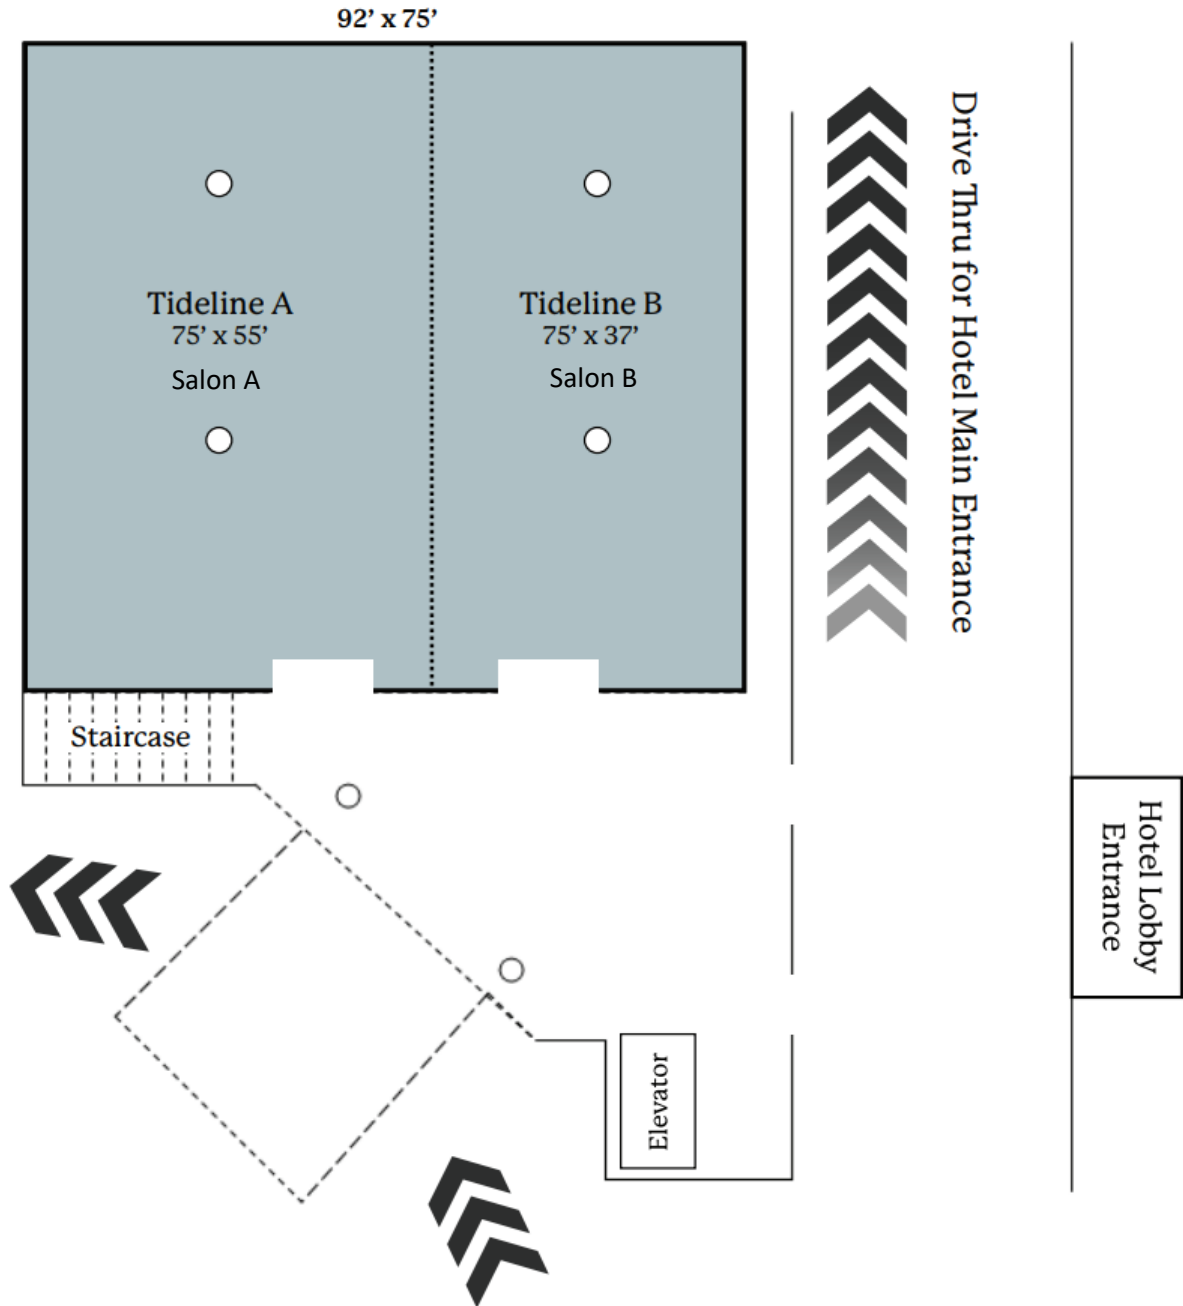 92’ x 75’
Tideline A
75’ x 55’
Salon A
Tideline B
75’ x 37’
Salon B
Drive Thru for Hotel Main Entrance
Staircase
Hotel Lobby
Entrance
Elevator